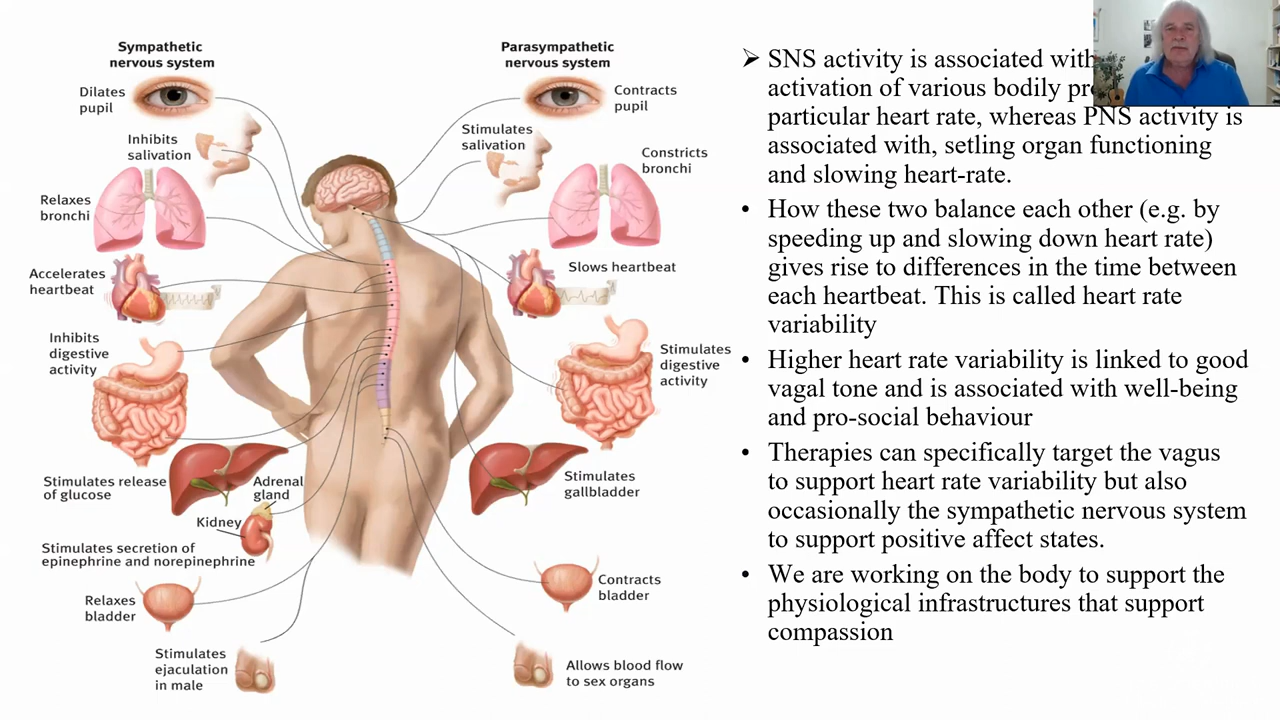 Sympathetic
nervous system
Dilates
pupil
Inhibits
salivation
Relaxes
bronchi
Accelerates
heartbeat
Inhibits
digestive
activity
Stimulates release
of glucose
Adrenal
gland
Kidney
Stimulates secretion of
epinephrine and norepinephrine
Relaxes
bladder
Stimulates
ejaculation
in male
Parasympathetic
nervous system
Contracts
pupil
Stimulates
salivation
Constricts
bronchi
Slows heartbeat
Stimulates
digestive
activity
Stimulates
gallbladder
Contracts
bladder
Allows blood flow
to sex organs
➢ SNS activity is associated with
activation of various bodily
particular heart rate, whereas PNS activity is
associated with, setling organ functioning
and slowing heart-rate.
• How these two balance each other (e.g. by
speeding up and slowing down heart rate)
gives rise to differences in the time between
each heartbeat. This is called heart rate
variability
• Higher heart rate variability is linked to good
vagal tone and is associated with well-being
and pro-social behaviour
• Therapies can specifically target the vagus
to support heart rate variability but also
occasionally the sympathetic nervous system
to support positive affect states.
• We are working on the body to support the
physiological infrastructures that support
compassion